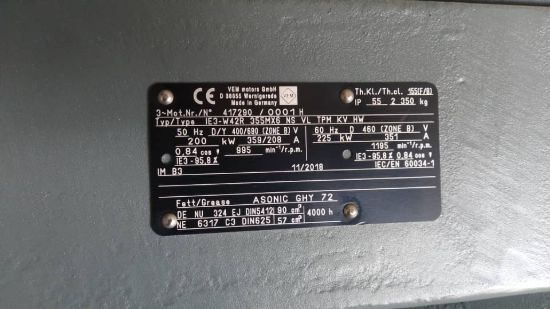 CE
VEM motors GmbH
D 38855 Wernigerode
Made in Germany
VEM
Th.Kl./Th.cl. 155(F/B)
IP 55 2 350 kg
3~Mot.Nr./N° 417290 / 0001 H
Typ/Type IE3-W42R 355MX6 NS VL TPM KV HW
50 Hz D/Y 400/690 (ZONE B) V
60 Hz D 460 (ZONE B) V
200 kW 359/208 A
225 kW 351 A
0,84 cos φ 995 min⁻¹/r.p.m.
1195 min⁻¹/r.p.m.
IE3-95,8 %
IE3-95,8 % 0,84 cos φ
IM B3
11/2018
IEC/EN 60034-1
Fett/Grease ASONIC GHY 72
DE NU 324 EJ DIN5412 90 cm³
4000 h
NE 6317 C3 DIN625 57 cm³